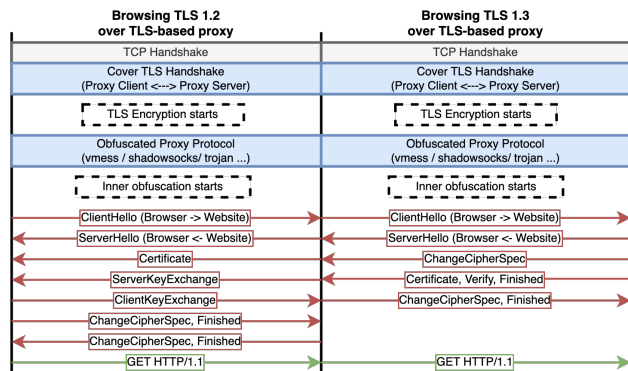 Browsing TLS 1.2
over TLS-based proxy
Browsing TLS 1.3
over TLS-based proxy
TCP Handshake
TCP Handshake
Cover TLS Handshake
(Proxy Client <---> Proxy Server)
Cover TLS Handshake
(Proxy Client <---> Proxy Server)
TLS Encryption starts
TLS Encryption starts
Obfuscated Proxy Protocol
(vmess / shadowsocks/ trojan ...)
Obfuscated Proxy Protocol
(vmess / shadowsocks/ trojan ...)
Inner obfuscation starts
Inner obfuscation starts
ClientHello (Browser -> Website)
ClientHello (Browser -> Website)
ServerHello (Browser <- Website)
ServerHello (Browser <- Website)
Certificate
ChangeCipherSpec
ServerKeyExchange
Certificate, Verify, Finished
ClientKeyExchange
ChangeCipherSpec, Finished
ChangeCipherSpec, Finished
ChangeCipherSpec, Finished
GET HTTP/1.1
GET HTTP/1.1